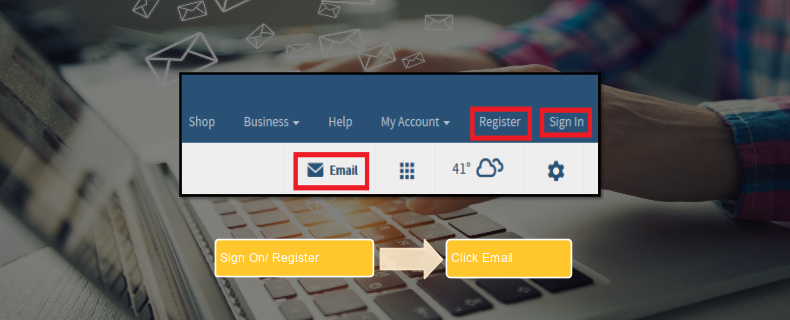 Shop Business Help My Account Register Sign In
Email 41°
Sign On/ Register Click Email